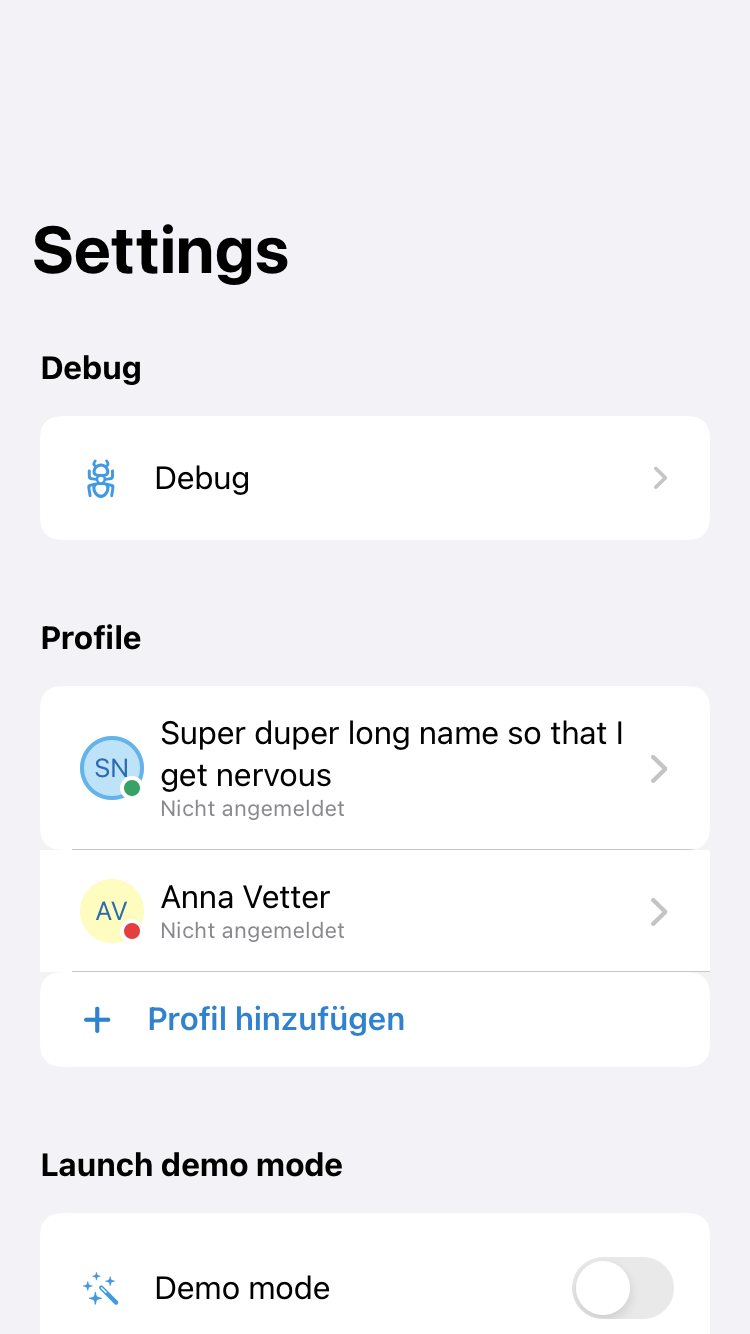 Settings
Debug
Debug
Profile
SN
Super duper long name so that I
get nervous
Nicht angemeldet
AV
Anna Vetter
Nicht angemeldet
Profil hinzufügen
Launch demo mode
Demo mode